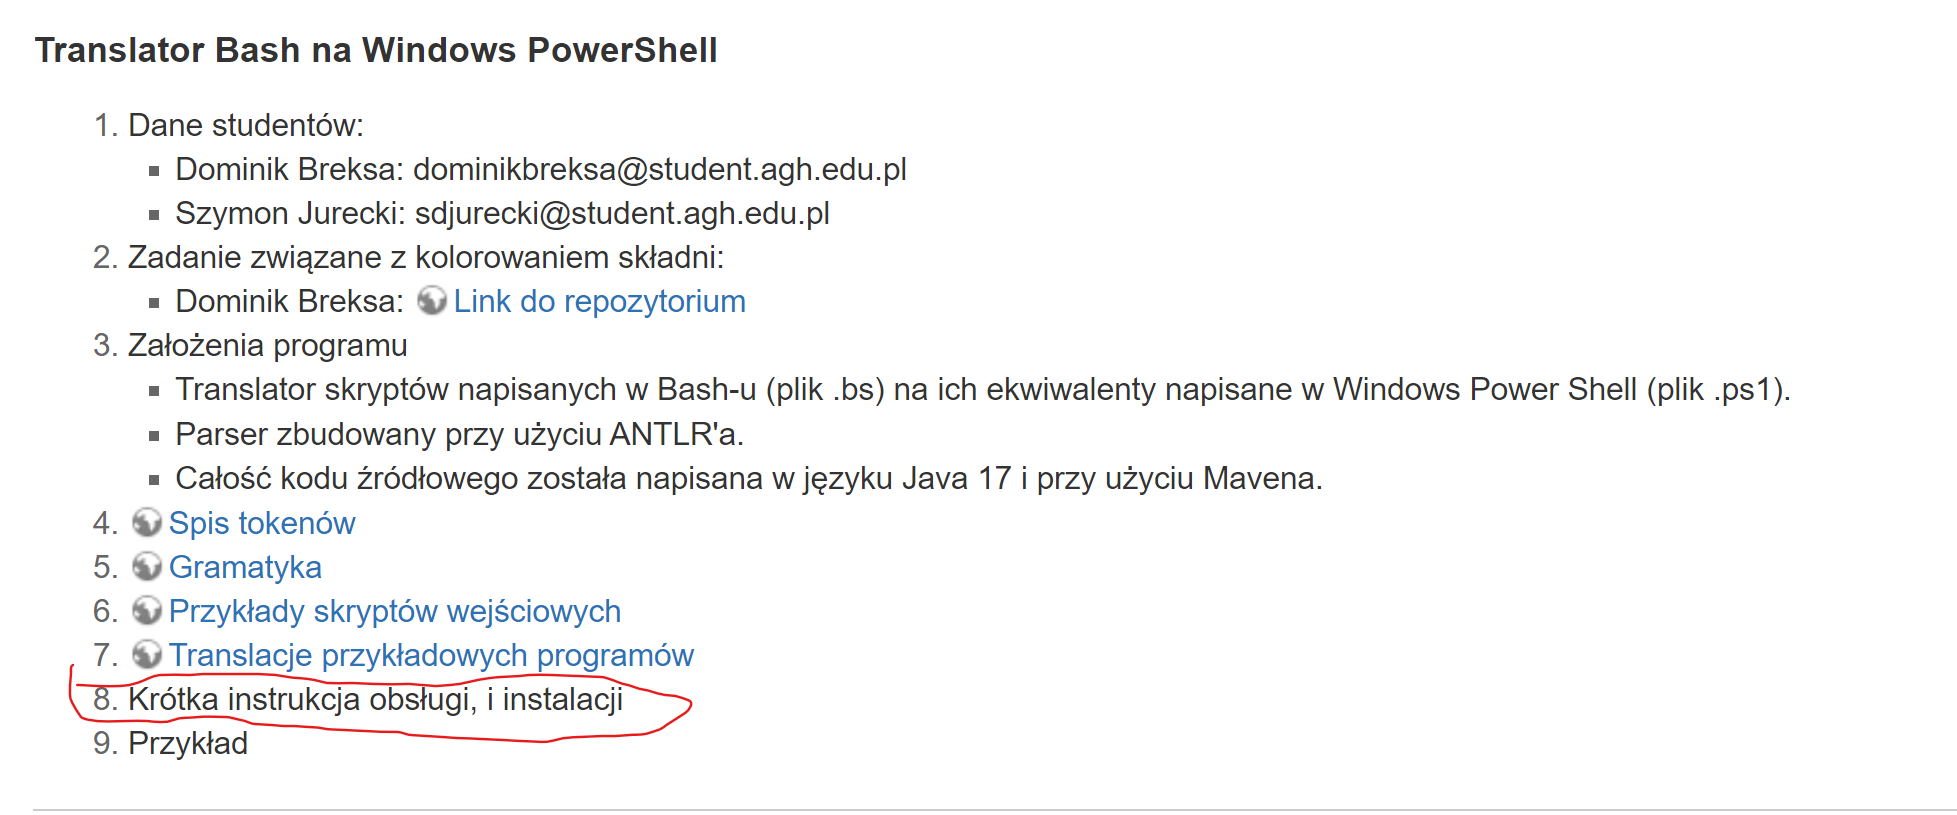 Translator Bash na Windows PowerShell
1. Dane studentów:
▪ Dominik Breksa: dominikbreksa@student.agh.edu.pl
▪ Szymon Jurecki: sdjurecki@student.agh.edu.pl
2. Zadanie związane z kolorowaniem składni:
▪ Dominik Breksa: Link do repozytorium
3. Założenia programu
▪ Translator skryptów napisanych w Bash-u (plik .bs) na ich ekwiwalenty napisane w Windows Power Shell (plik .ps1).
▪ Parser zbudowany przy użyciu ANTLR'a.
▪ Całość kodu źródłowego została napisana w języku Java 17 i przy użyciu Mavena.
4. Spis tokenów
5. Gramatyka
6. Przykłady skryptów wejściowych
7. Translacje przykładowych programów
8. Krótka instrukcja obsługi, i instalacji
9. Przykład